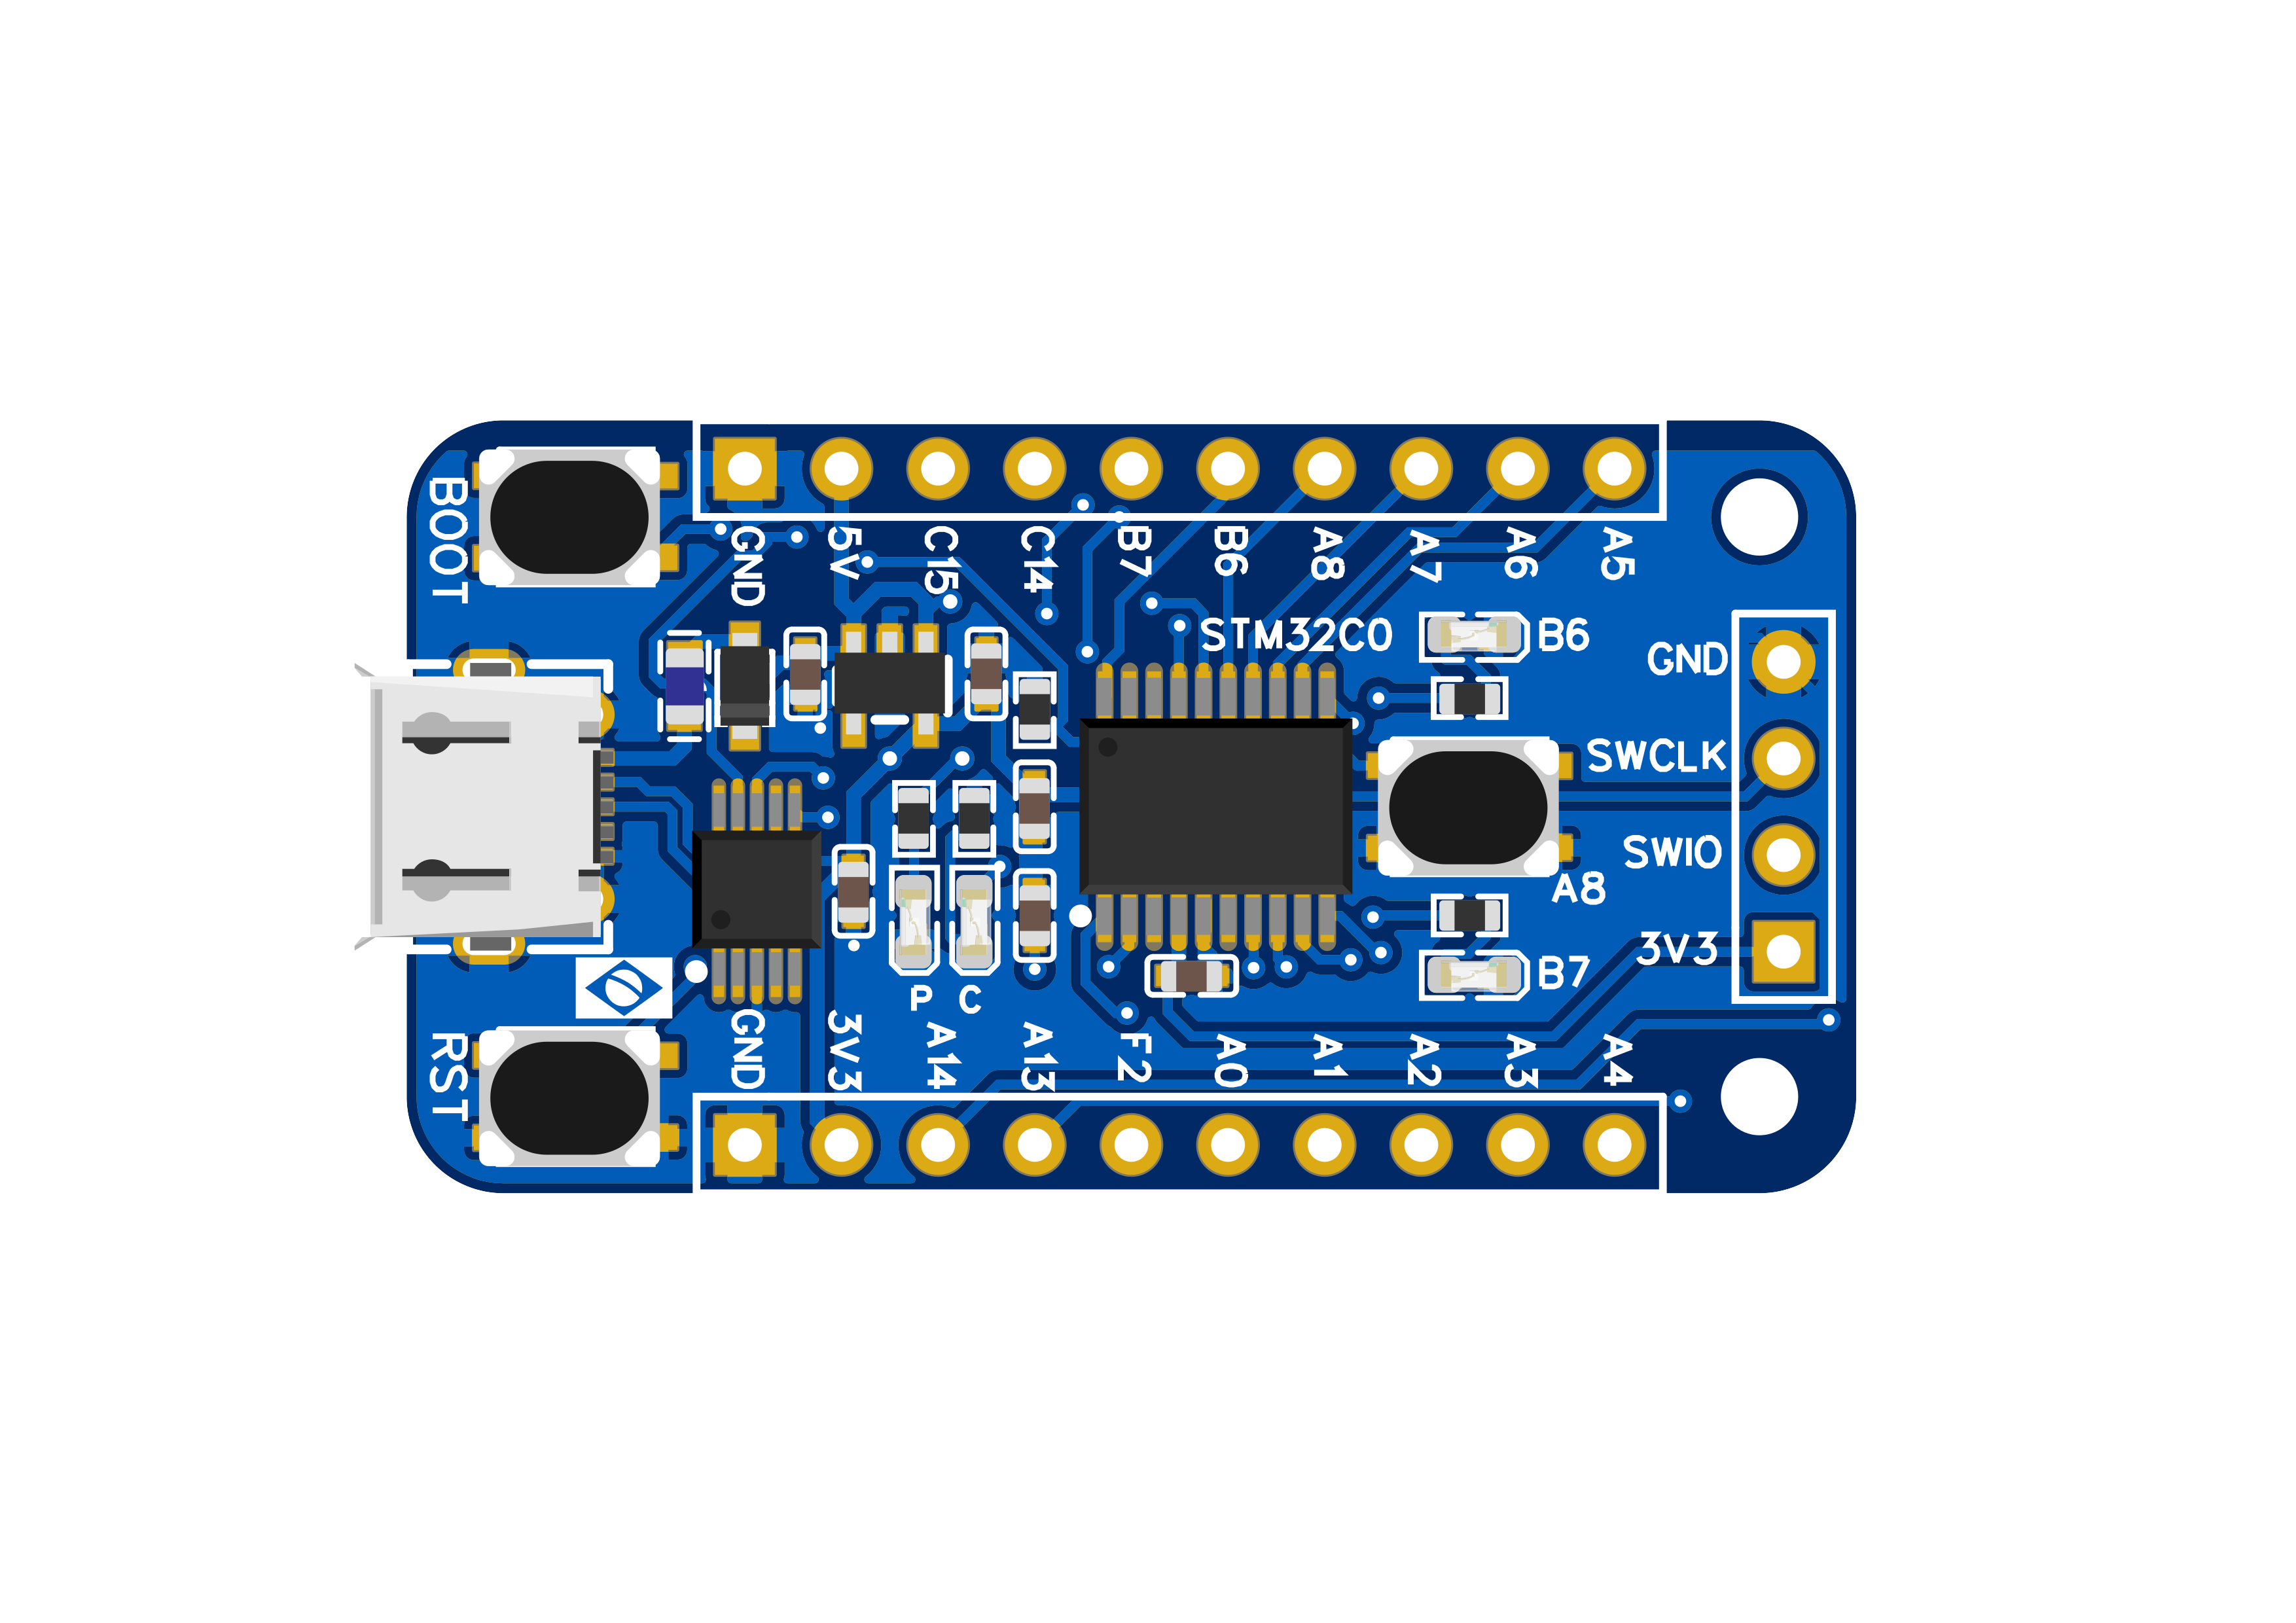 BOOT
GND
5V
C15
C14
B7
B6
A8
A7
A6
A5
STM32C0
B6
GND
SWCLK
SWIO
A8
3V3
B7
P
C
RST
GND
3V3
A14
A13
F2
A0
A1
A2
A3
A4